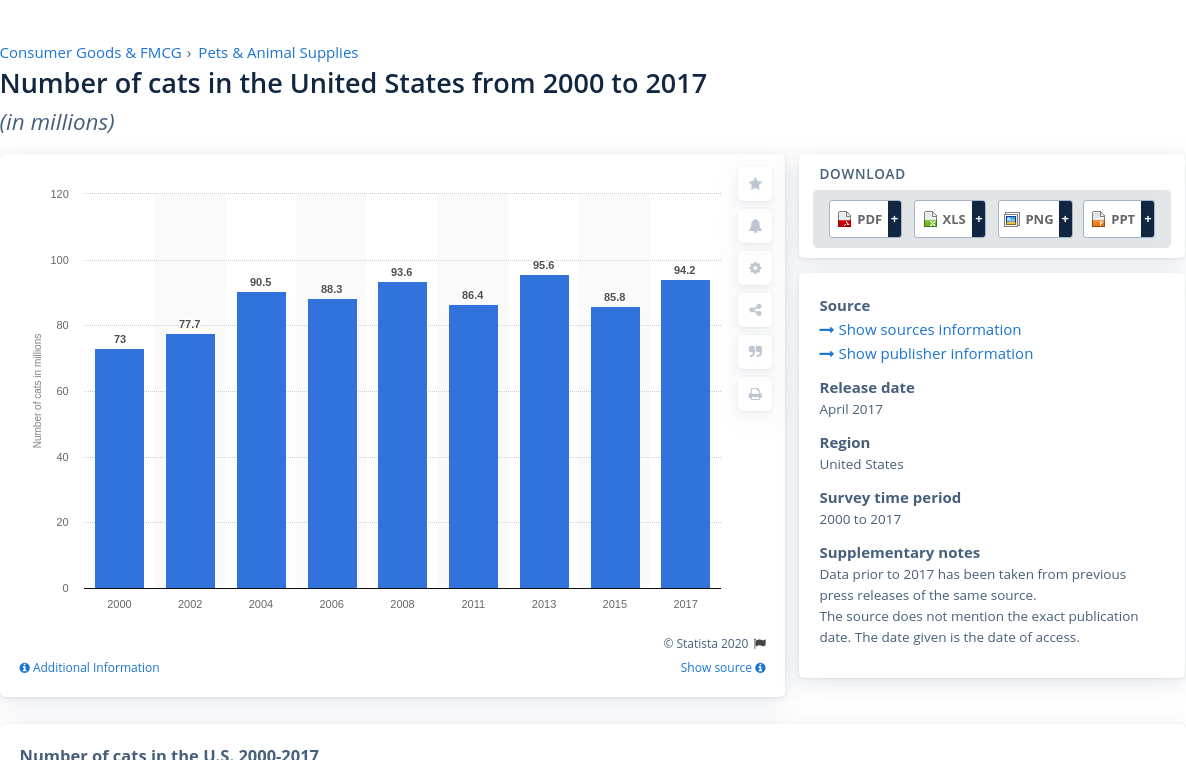 Consumer Goods & FMCG › Pets & Animal Supplies
Number of cats in the United States from 2000 to 2017
(in millions)
Number of cats in millions
120
100
80
60
40
20
0
73
77.7
90.5
88.3
93.6
86.4
95.6
85.8
94.2
2000 2002 2004 2006 2008 2011 2013 2015 2017
© Statista 2020
Additional Information
Show source
DOWNLOAD
PDF + XLS + PNG + PPT +
Source
Show sources information
Show publisher information
Release date
April 2017
Region
United States
Survey time period
2000 to 2017
Supplementary notes
Data prior to 2017 has been taken from previous
press releases of the same source.
The source does not mention the exact publication
date. The date given is the date of access.
Number of cats in the U.S. 2000-2017